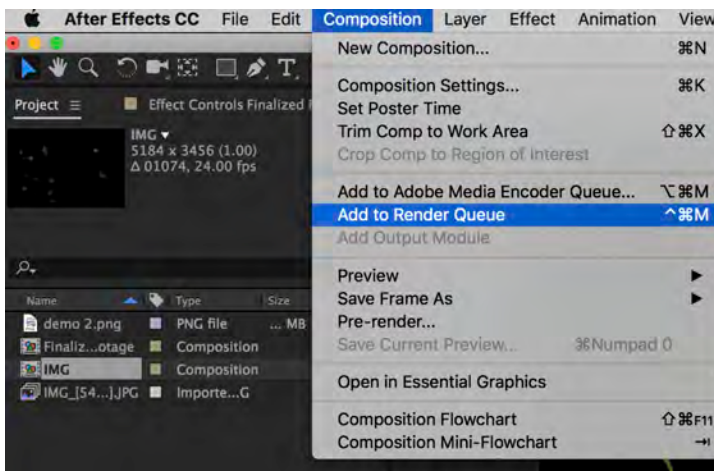 After Effects CC File Edit Composition Layer Effect Animation View
New Composition... ⌘N
Composition Settings... ⌘K
Set Poster Time
Trim Comp to Work Area ⇧⌘X
Crop Comp to Region of Interest
Add to Adobe Media Encoder Queue... ⌥⌘M
Add to Render Queue ^⌘M
Add Output Module
Preview
Save Frame As
Pre-render...
Save Current Preview... ⌘Numpad 0
Open in Essential Graphics
Composition Flowchart ⇧⌘F11
Composition Mini-Flowchart
T
Project Effect Controls Finalized
IMG
5184 x 3456 (1.00)
Δ 01074, 24.00 fps
Name Type Size
demo 2.png PNG file ... MB
Finaliz...otage Composition
IMG Composition
IMG_[54...].JPG Importe...G